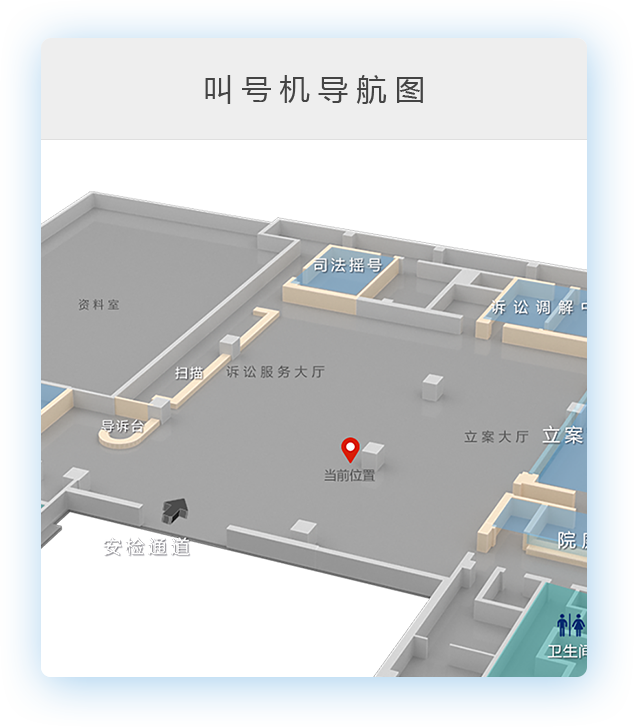 叫号机导航图
司法摇号
资料室
诉讼调解中
扫描
诉讼服务大厅
导诉台
立案大厅
立案
当前位置
院
安检通道
卫生间